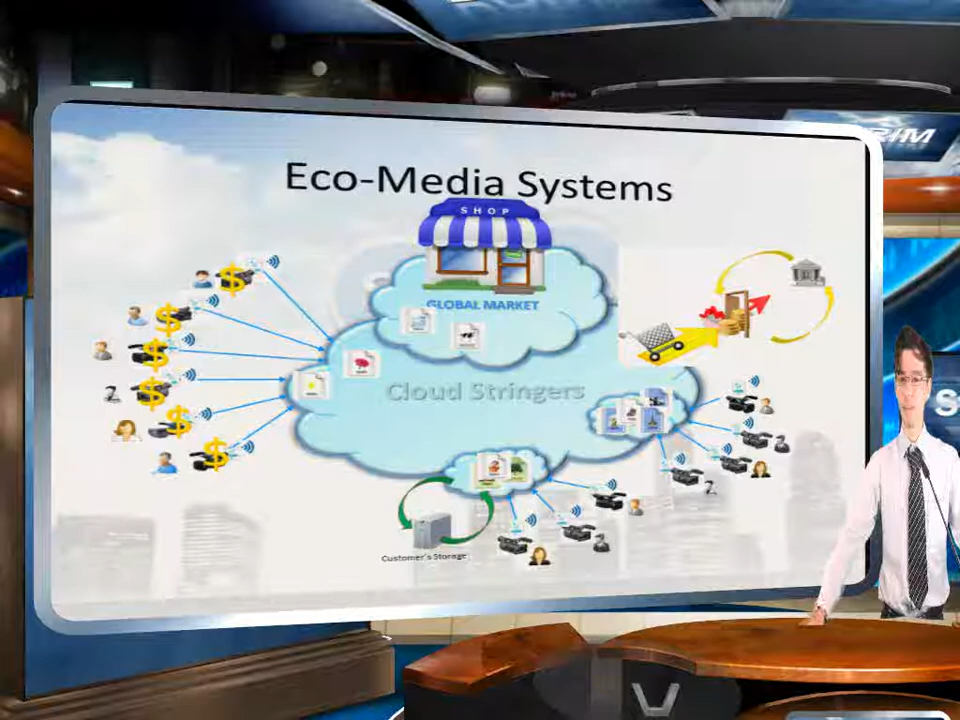 Eco-Media Systems
SHOP
GLOBAL MARKET
Cloud Stringers
Customer's Storage